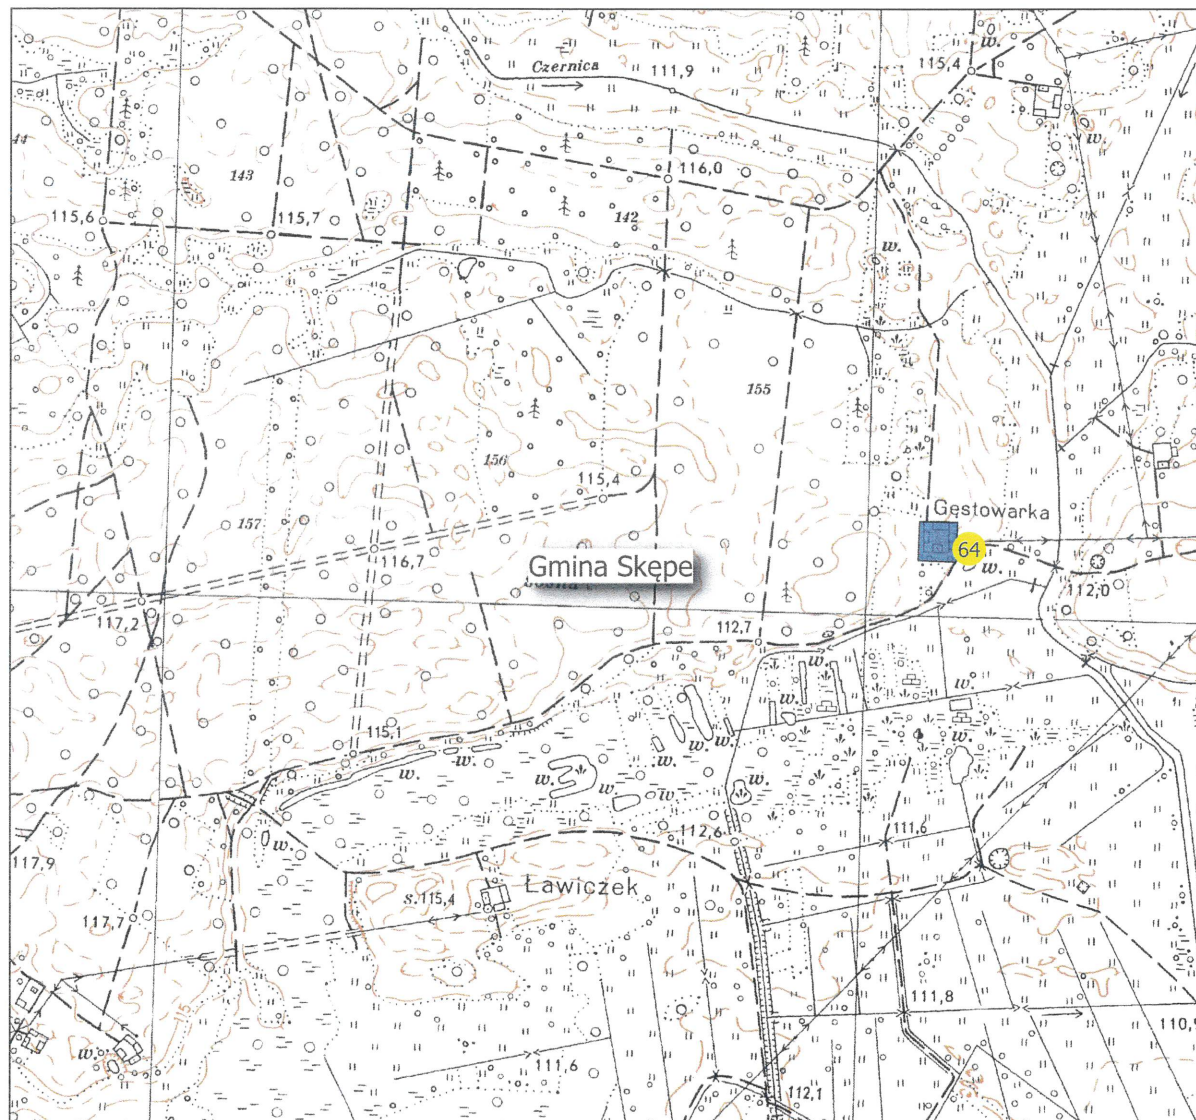 w.
Czernica
111,9
115,4
w.
44
143
116,0
115,6
115,7
142
w.
155
156
115,4
157
Gęstowarka
64
116,7
Gmina Skępe
w.
112,0
117,2
112,7
w.
w.
w.
115,1
w.
w.
w.
w.
w.
w.
w.
w.
w
w.
112,6
111,6
117,9
Ławiczek
s.115,4
117,7
111,8
115
w.
111,6
112,1